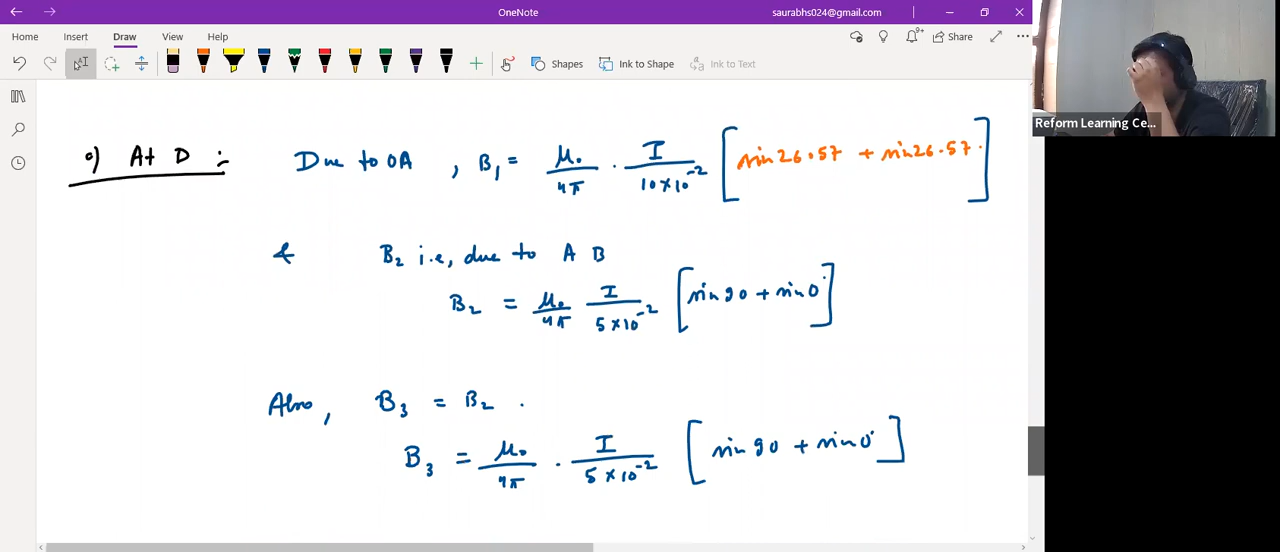 OneNote
saurabhs024@gmail.com
Home Insert Draw View Help
9+
Share
Shapes
Ink to Shape
Ink to Text
Reform Learning Ce...
o) At D :-
Due to OA , B₁ = μ₀/4π · I/10×10⁻² [sin 26.57 + sin 26.57°]
& B₂ i.e, due to A B
B₂ = μ₀/4π I/5×10⁻² [sin 90 + sin 0°]
Also, B₃ = B₂ .
B₃ = μ₀/4π · I/5×10⁻² [sin 90 + sin 0°]